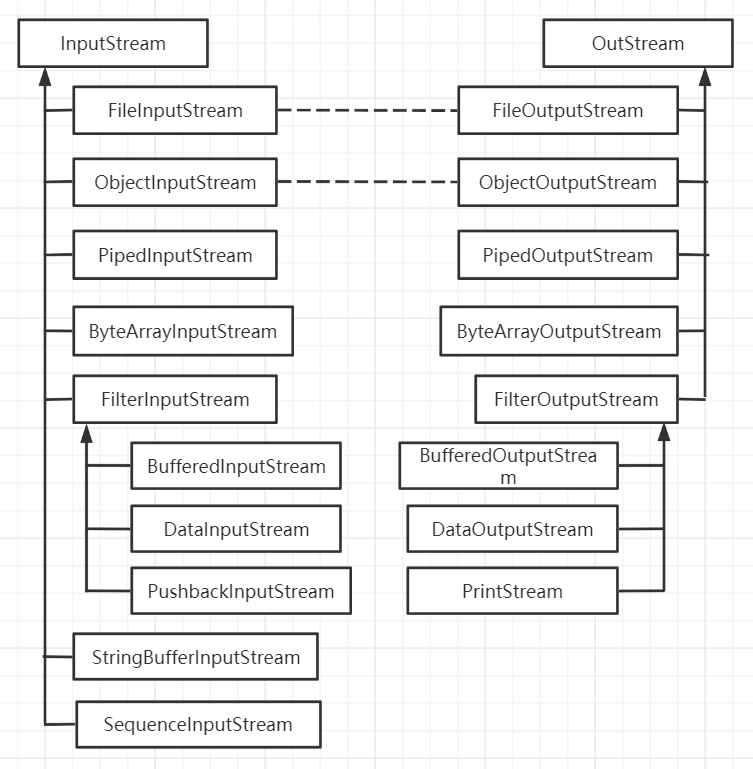 InputStream
OutStream
FileInputStream
FileOutputStream
ObjectInputStream
ObjectOutputStream
PipedInputStream
PipedOutputStream
ByteArrayInputStream
ByteArrayOutputStream
FilterInputStream
FilterOutputStream
BufferedInputStream
BufferedOutputStrea
m
DataInputStream
DataOutputStream
PushbackInputStream
PrintStream
StringBufferInputStream
SequenceInputStream